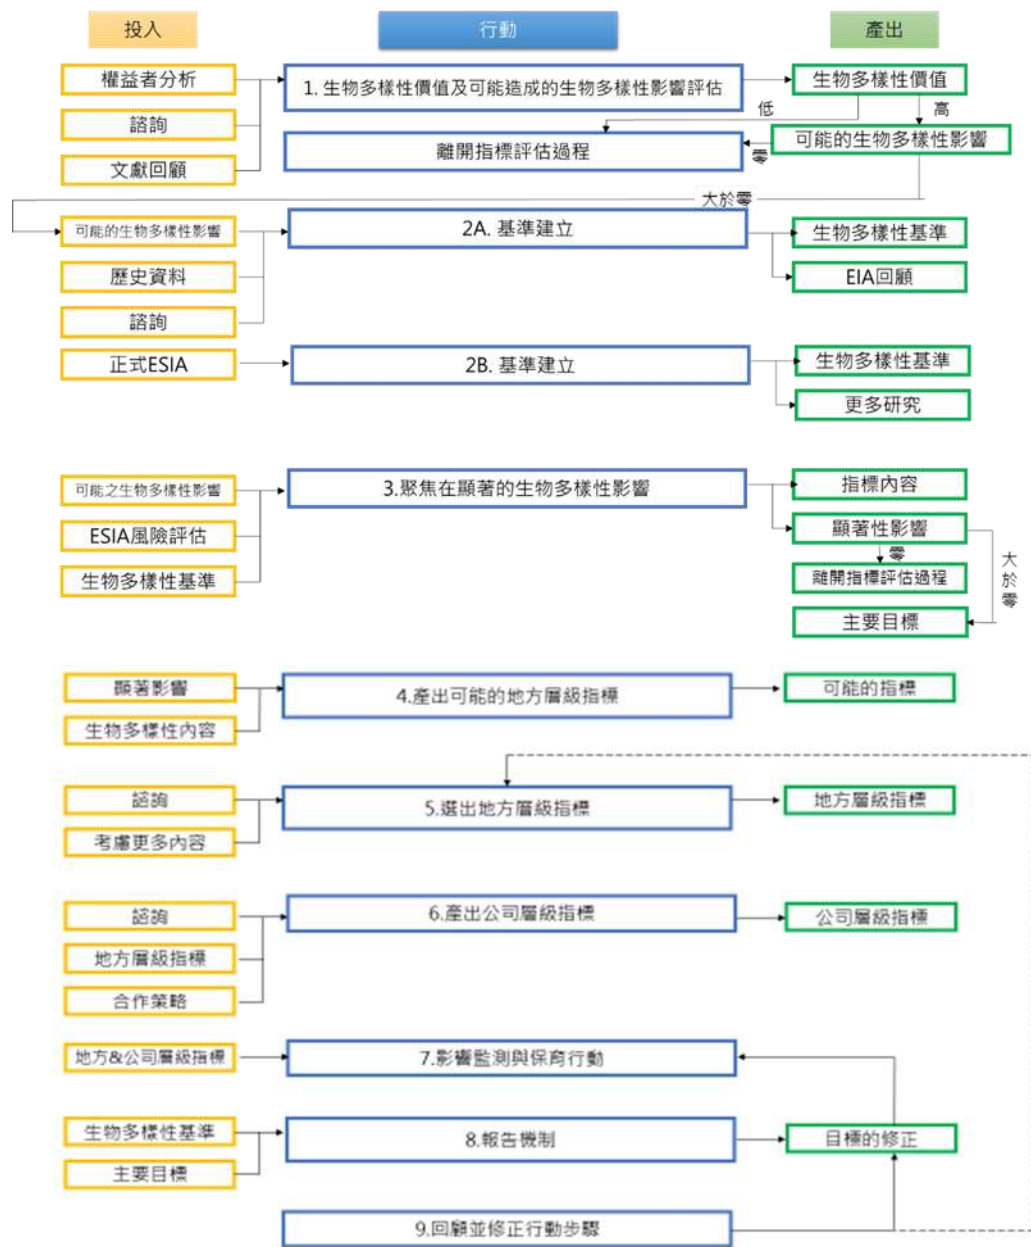 投入
行動
產出
權益者分析
諮詢
文獻回顧
1. 生物多樣性價值及可能造成的生物多樣性影響評估
離開指標評估過程
生物多樣性價值
低
高
可能的生物多樣性影響
零
大於零
可能的生物多樣性影響
歷史資料
諮詢
2A. 基準建立
生物多樣性基準
EIA回顧
正式ESIA
2B. 基準建立
生物多樣性基準
更多研究
可能之生物多樣性影響
ESIA風險評估
生物多樣性基準
3.聚焦在顯著的生物多樣性影響
指標內容
顯著性影響
零
大於零
離開指標評估過程
主要目標
顯著影響
生物多樣性內容
4.產出可能的地方層級指標
可能的指標
諮詢
考慮更多內容
5.選出地方層級指標
地方層級指標
諮詢
地方層級指標
合作策略
6.產出公司層級指標
公司層級指標
地方&公司層級指標
7.影響監測與保育行動
生物多樣性基準
主要目標
8.報告機制
目標的修正
9.回顧並修正行動步驟